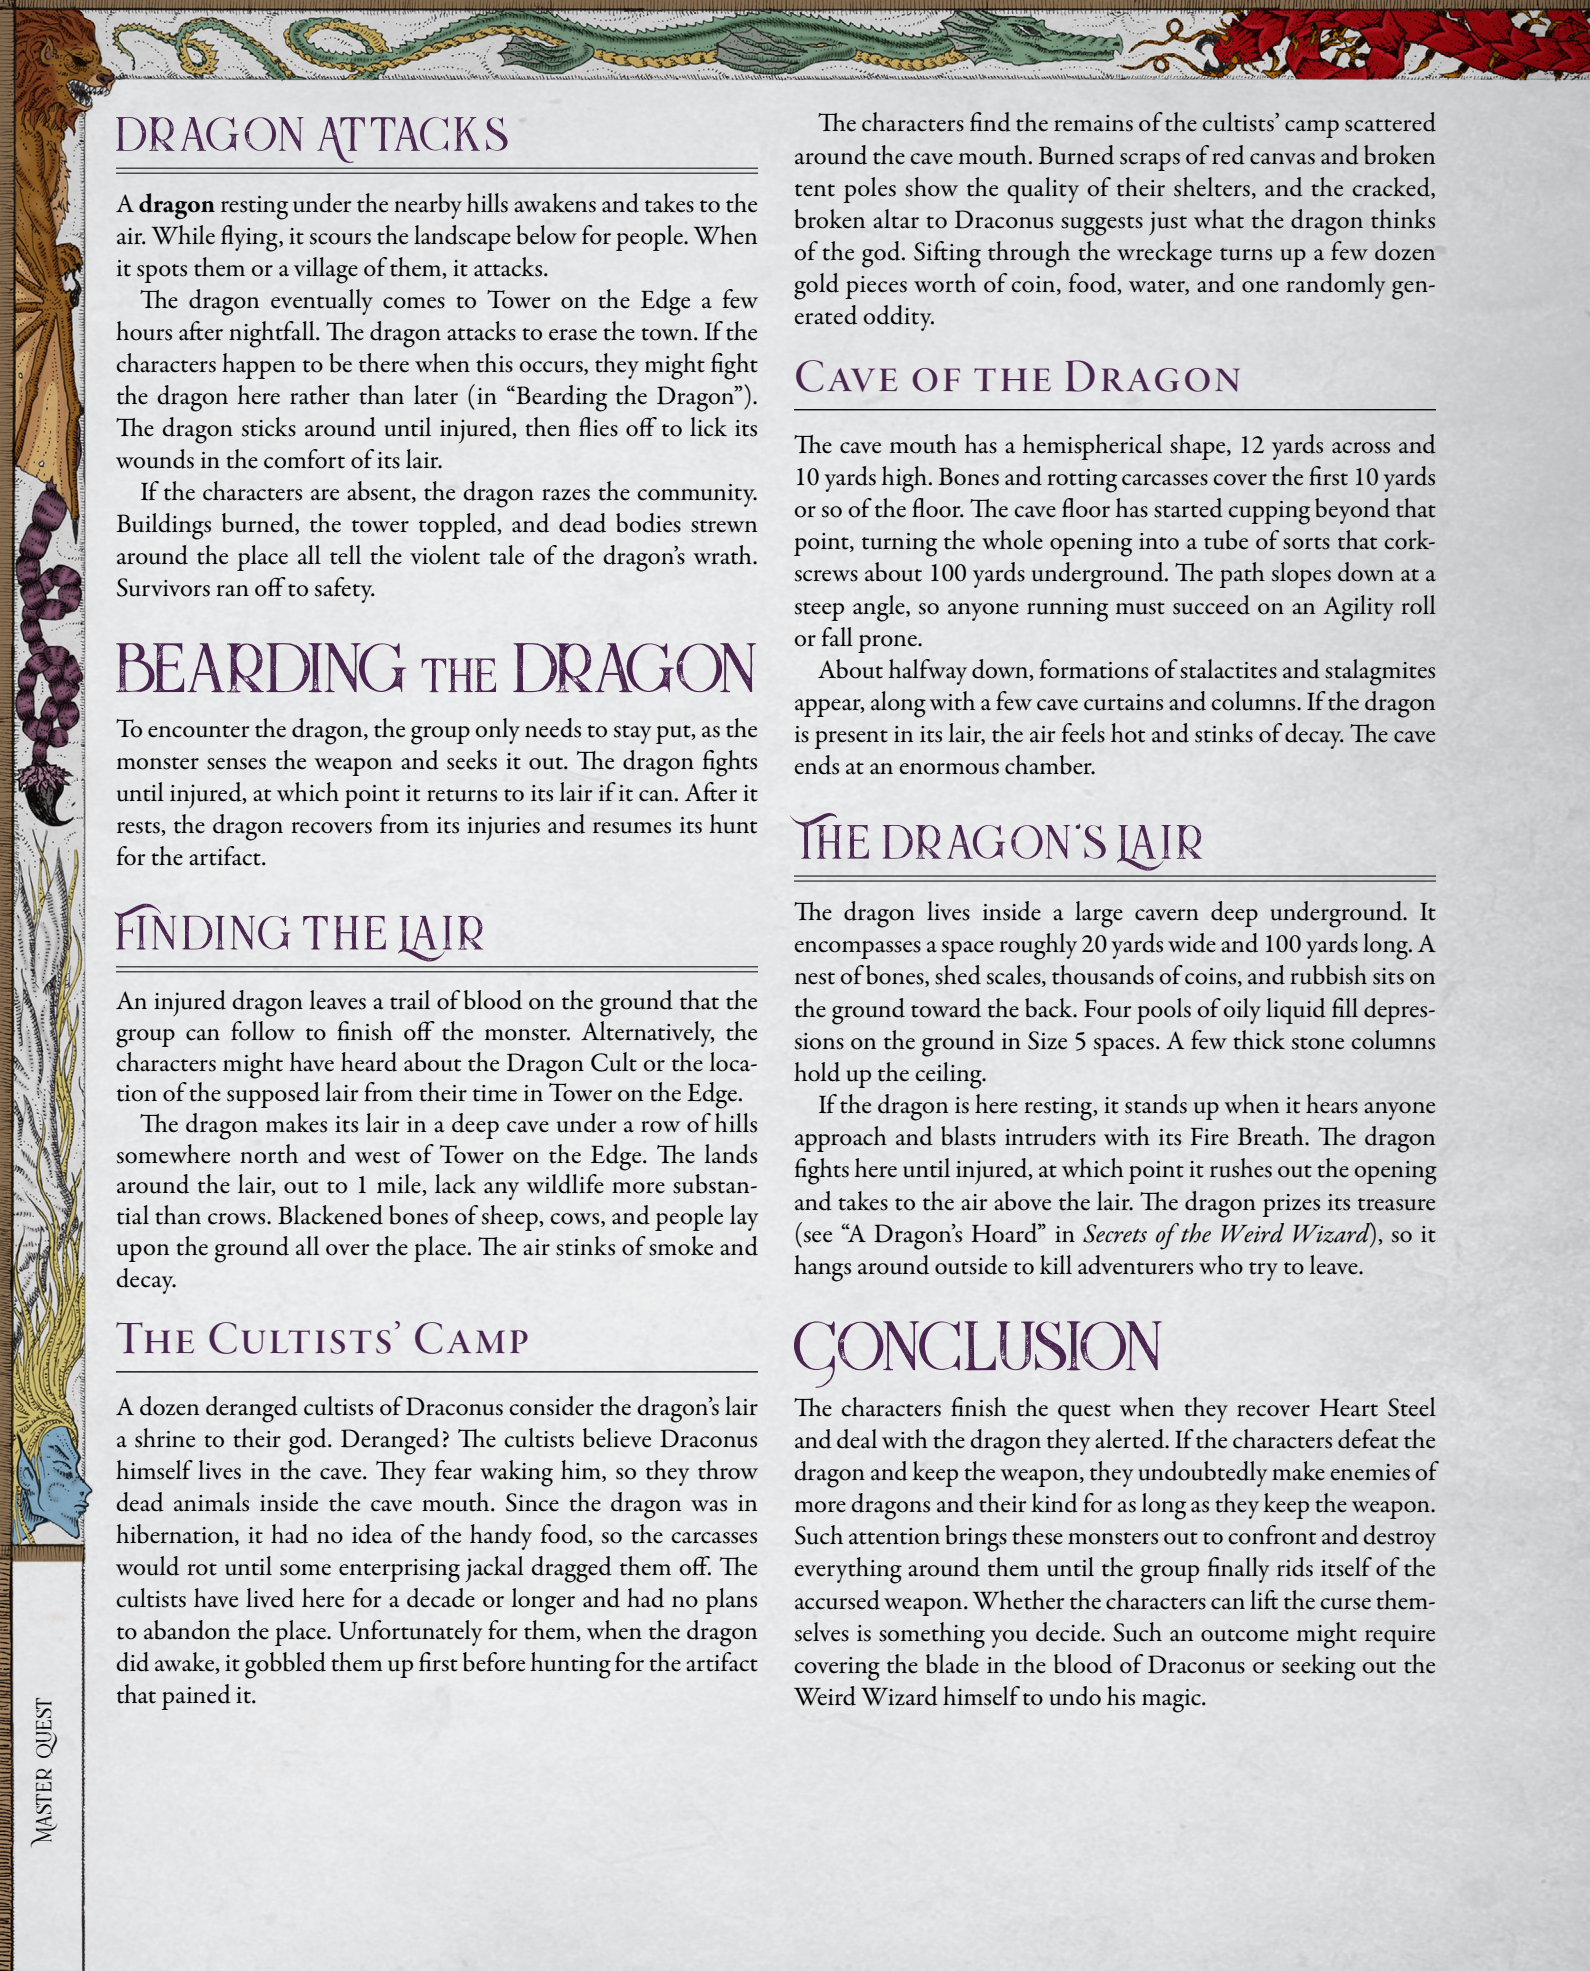 DRAGON ATTACKS
A dragon resting under the nearby hills awakens and takes to the
air. While flying, it scours the landscape below for people. When
it spots them or a village of them, it attacks.
The dragon eventually comes to Tower on the Edge a few
hours after nightfall. The dragon attacks to erase the town. If the
characters happen to be there when this occurs, they might fight
the dragon here rather than later (in “Bearding the Dragon”).
The dragon sticks around until injured, then flies off to lick its
wounds in the comfort of its lair.
If the characters are absent, the dragon razes the community.
Buildings burned, the tower toppled, and dead bodies strewn
around the place all tell the violent tale of the dragon’s wrath.
Survivors ran off to safety.
BEARDING THE DRAGON
To encounter the dragon, the group only needs to stay put, as the
monster senses the weapon and seeks it out. The dragon fights
until injured, at which point it returns to its lair if it can. After it
rests, the dragon recovers from its injuries and resumes its hunt
for the artifact.
FINDING THE LAIR
An injured dragon leaves a trail of blood on the ground that the
group can follow to finish off the monster. Alternatively, the
characters might have heard about the Dragon Cult or the loca-
tion of the supposed lair from their time in Tower on the Edge.
The dragon makes its lair in a deep cave under a row of hills
somewhere north and west of Tower on the Edge. The lands
around the lair, out to 1 mile, lack any wildlife more substan-
tial than crows. Blackened bones of sheep, cows, and people lay
upon the ground all over the place. The air stinks of smoke and
decay.
THE CULTISTS’ CAMP
A dozen deranged cultists of Draconus consider the dragon’s lair
a shrine to their god. Deranged? The cultists believe Draconus
himself lives in the cave. They fear waking him, so they throw
dead animals inside the cave mouth. Since the dragon was in
hibernation, it had no idea of the handy food, so the carcasses
would rot until some enterprising jackal dragged them off. The
cultists have lived here for a decade or longer and had no plans
to abandon the place. Unfortunately for them, when the dragon
did awake, it gobbled them up first before hunting for the artifact
that pained it.
The characters find the remains of the cultists’ camp scattered
around the cave mouth. Burned scraps of red canvas and broken
tent poles show the quality of their shelters, and the cracked,
broken altar to Draconus suggests just what the dragon thinks
of the god. Sifting through the wreckage turns up a few dozen
gold pieces worth of coin, food, water, and one randomly gen-
erated oddity.
CAVE OF THE DRAGON
The cave mouth has a hemispherical shape, 12 yards across and
10 yards high. Bones and rotting carcasses cover the first 10 yards
or so of the floor. The cave floor has started cupping beyond that
point, turning the whole opening into a tube of sorts that cork-
screws about 100 yards underground. The path slopes down at a
steep angle, so anyone running must succeed on an Agility roll
or fall prone.
About halfway down, formations of stalactites and stalagmites
appear, along with a few cave curtains and columns. If the dragon
is present in its lair, the air feels hot and stinks of decay. The cave
ends at an enormous chamber.
THE DRAGON’S LAIR
The dragon lives inside a large cavern deep underground. It
encompasses a space roughly 20 yards wide and 100 yards long. A
nest of bones, shed scales, thousands of coins, and rubbish sits on
the ground toward the back. Four pools of oily liquid fill depres-
sions on the ground in Size 5 spaces. A few thick stone columns
hold up the ceiling.
If the dragon is here resting, it stands up when it hears anyone
approach and blasts intruders with its Fire Breath. The dragon
fights here until injured, at which point it rushes out the opening
and takes to the air above the lair. The dragon prizes its treasure
(see “A Dragon’s Hoard” in Secrets of the Weird Wizard), so it
hangs around outside to kill adventurers who try to leave.
CONCLUSION
The characters finish the quest when they recover Heart Steel
and deal with the dragon they alerted. If the characters defeat the
dragon and keep the weapon, they undoubtedly make enemies of
more dragons and their kind for as long as they keep the weapon.
Such attention brings these monsters out to confront and destroy
everything around them until the group finally rids itself of the
accursed weapon. Whether the characters can lift the curse them-
selves is something you decide. Such an outcome might require
covering the blade in the blood of Draconus or seeking out the
Weird Wizard himself to undo his magic.
MASTER QUEST